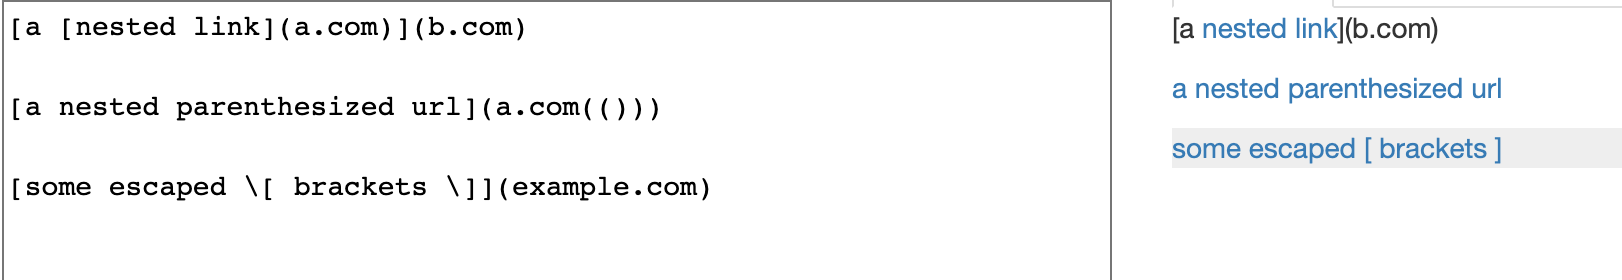 [a [nested link](a.com)](b.com)
[a nested parenthesized url](a.com(()))
[some escaped \[ brackets \]](example.com)
[a nested link](b.com)
a nested parenthesized url
some escaped [ brackets ]